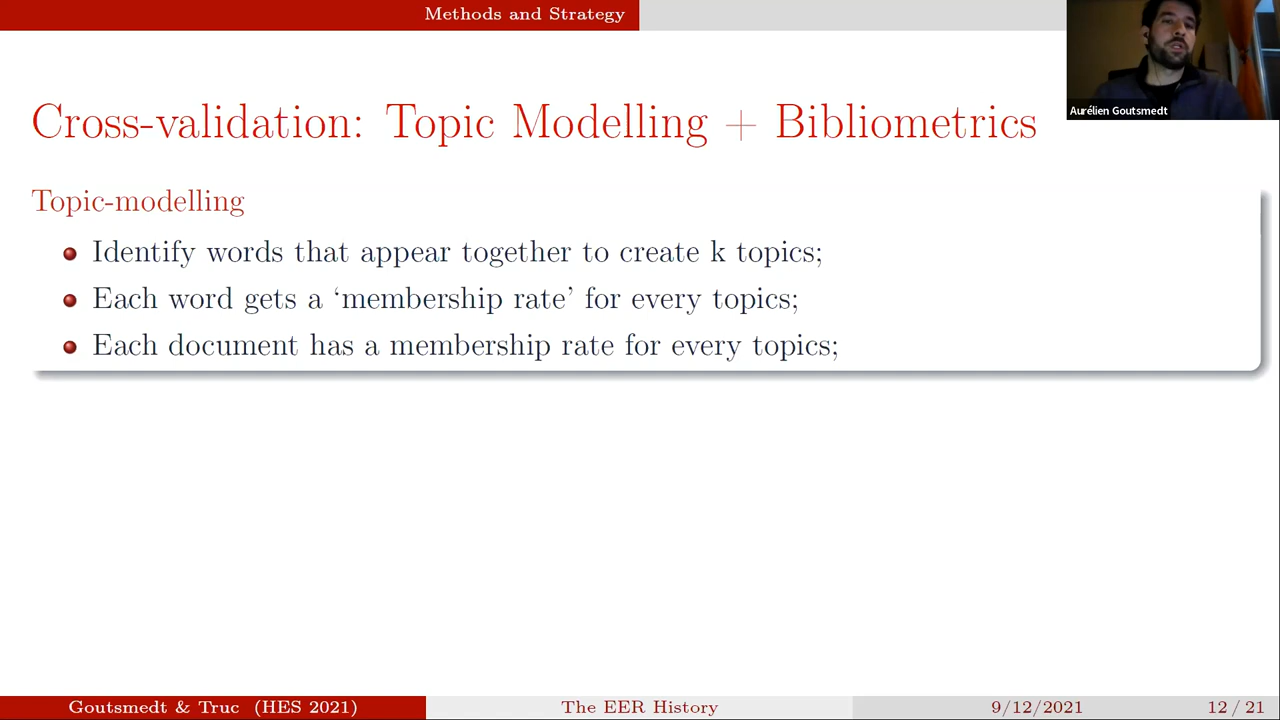 Methods and Strategy
Aurélien Goutsmedt
Cross-validation: Topic Modelling + Bibliometrics
Topic-modelling
Identify words that appear together to create k topics;
Each word gets a ‘membership rate’ for every topics;
Each document has a membership rate for every topics;
Goutsmedt & Truc (HES 2021)
The EER History
9/12/2021
12 / 21